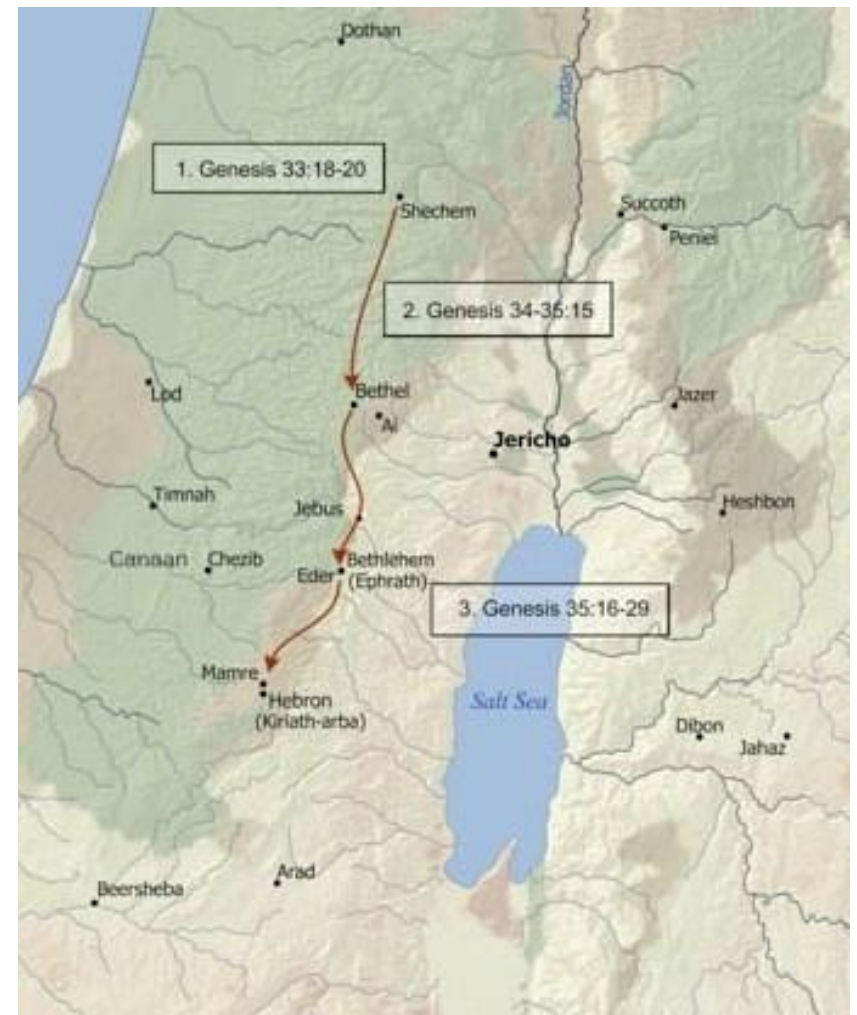 Dothan
Jordan
1. Genesis 33:18-20
Shechem
Succoth
Peniel
2. Genesis 34-35:15
Lod
Bethel
Ai
Jazer
Jericho
Timnah
Jebus
Heshbon
Canaan
Chezib
Eder
Bethlehem
(Ephrath)
3. Genesis 35:16-29
Mamre
Hebron
(Kiriath-arba)
Salt Sea
Dibon
Jahaz
Arad
Beersheba